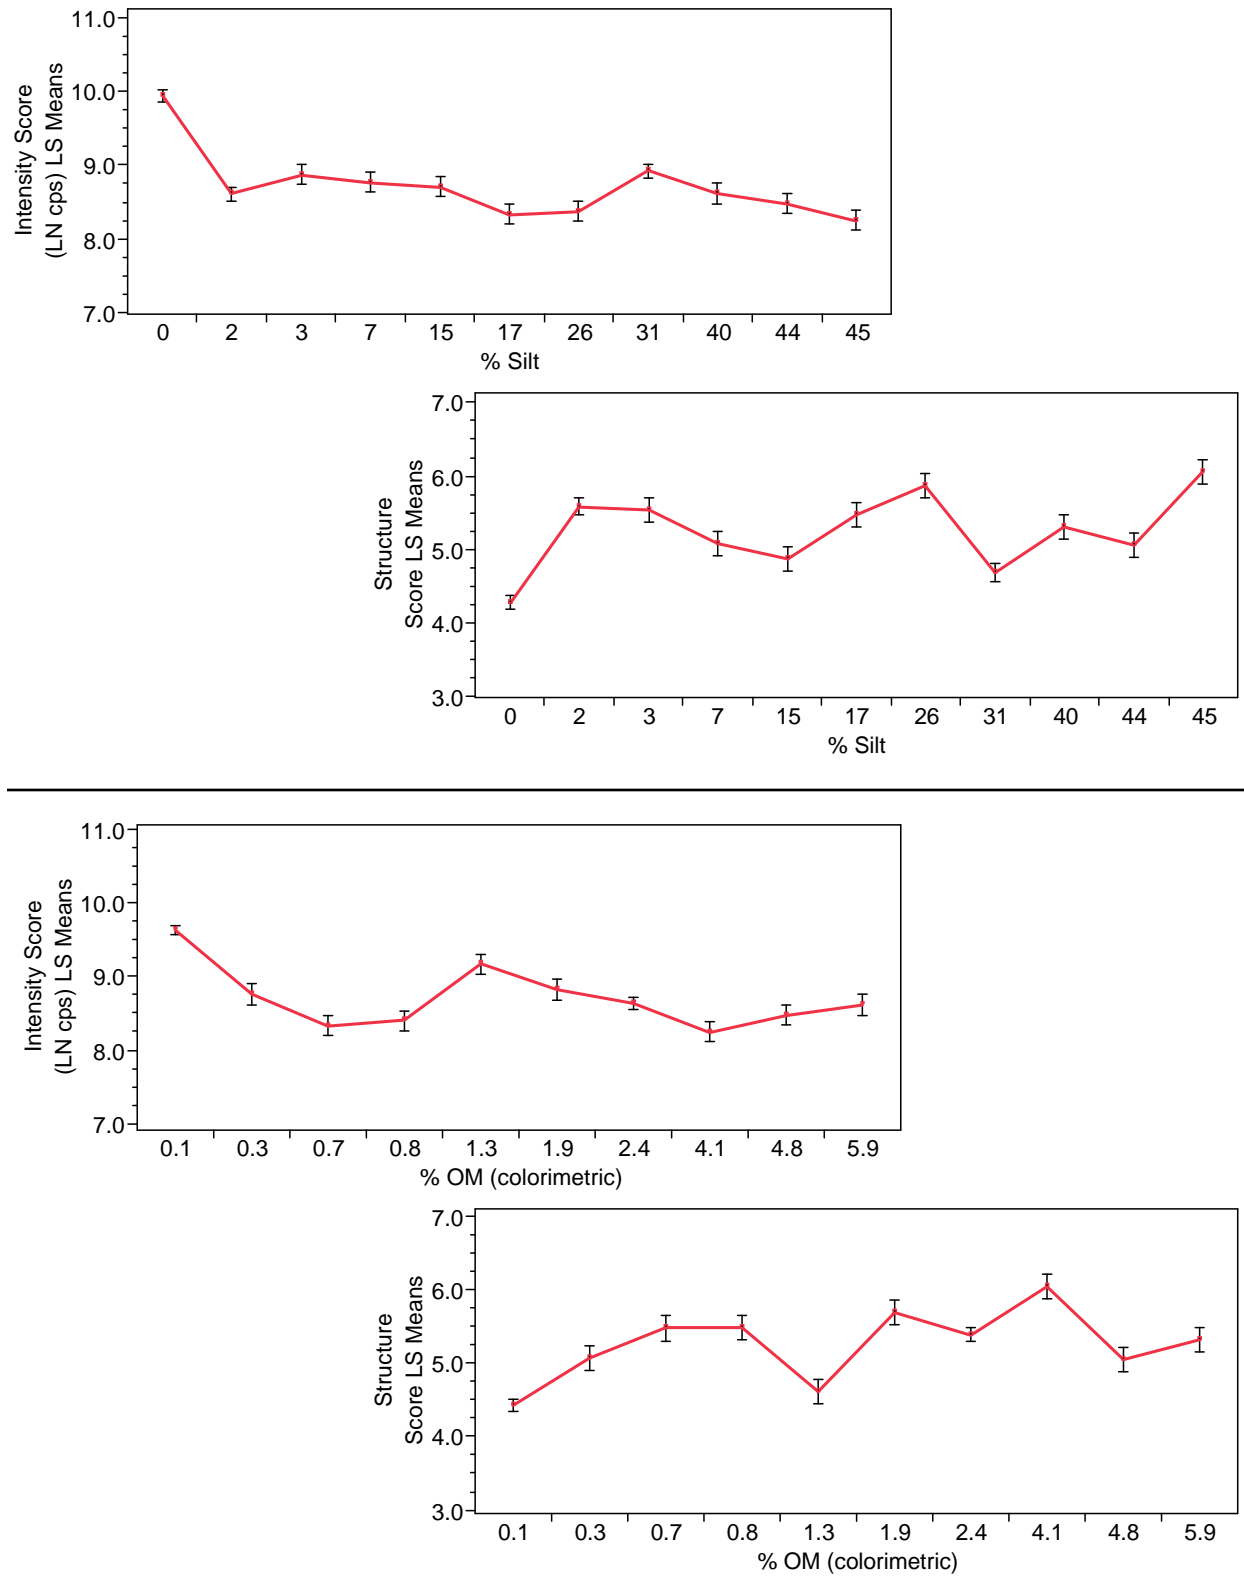 11.0
10.0
9.0
8.0
7.0
Intensity Score
(LN cps) LS Means
0 2 3 7 15 17 26 31 40 44 45
% Silt
7.0
6.0
5.0
4.0
3.0
Structure
Score LS Means
0 2 3 7 15 17 26 31 40 44 45
% Silt
11.0
10.0
9.0
8.0
7.0
Intensity Score
(LN cps) LS Means
0.1 0.3 0.7 0.8 1.3 1.9 2.4 4.1 4.8 5.9
% OM (colorimetric)
7.0
6.0
5.0
4.0
3.0
Structure
Score LS Means
0.1 0.3 0.7 0.8 1.3 1.9 2.4 4.1 4.8 5.9
% OM (colorimetric)